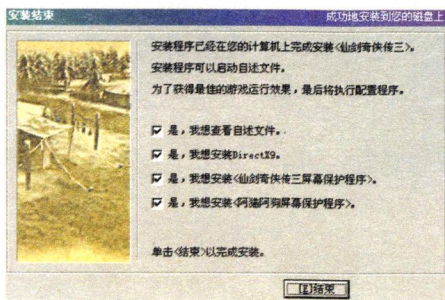 安装结束
成功地安装到您的磁盘上
安装程序已经在您的计算机上完成安装<仙剑奇侠传三>。
安装程序可以启动自述文件。
为了获得最佳的游戏运行效果，最后将执行配置程序。
是，我想查看自述文件。
是，我想安装DirectX9。
是，我想安装<仙剑奇侠传三屏幕保护程序>。
是，我想安装<阿猫阿狗屏幕保护程序>。
单击<结束>以完成安装。
[E]结束